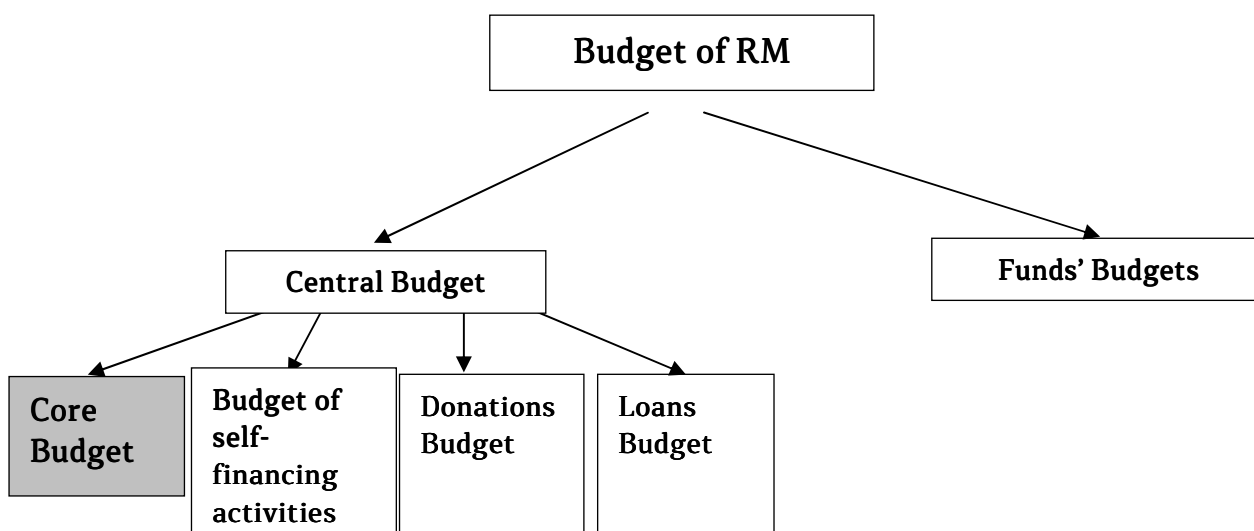 Budget of RM
Central Budget
Funds’ Budgets
Core
Budget
Budget of
self-
financing
activities
Donations
Budget
Loans
Budget